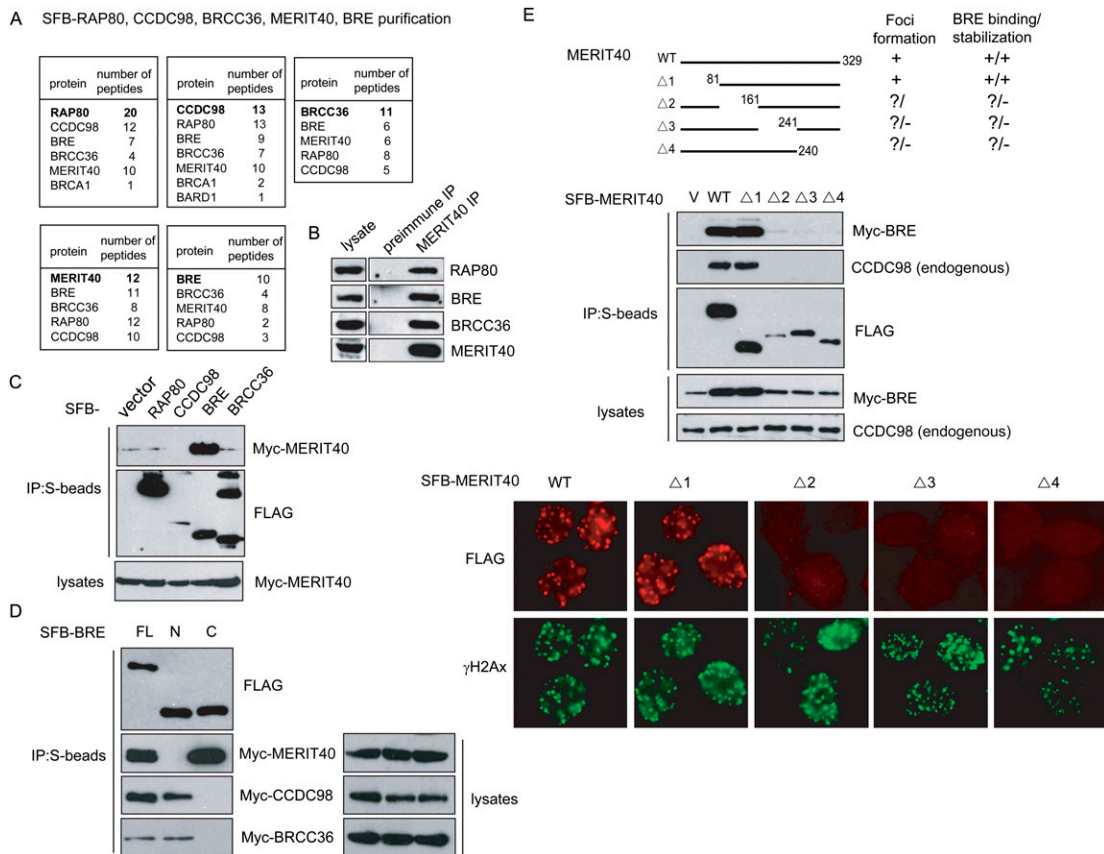 A
SFB-RAP80, CCDC98, BRCC36, MERIT40, BRE purification
protein number of peptides
RAP80 20
CCDC98 12
BRE 7
BRCC36 4
MERIT40 10
BRCA1 1
protein number of peptides
CCDC98 13
RAP80 13
BRE 9
BRCC36 7
MERIT40 10
BRCA1 2
BARD1 1
protein number of peptides
BRCC36 11
BRE 6
MERIT40 6
RAP80 8
CCDC98 5
protein number of peptides
MERIT40 12
BRE 11
BRCC36 8
RAP80 12
CCDC98 10
protein number of peptides
BRE 10
BRCC36 4
MERIT40 8
RAP80 2
CCDC98 3
B
lysate preimmune IP MERIT40 IP
RAP80
BRE
BRCC36
MERIT40
C
SFB- vector RAP80 CCDC98 BRE BRCC36
Myc-MERIT40
IP:S-beads
FLAG
lysates Myc-MERIT40
D
SFB-BRE FL N C
FLAG
IP:S-beads
Myc-MERIT40
Myc-CCDC98
lysates
Myc-BRCC36
E
Foci formation BRE binding/ stabilization
MERIT40 WT 329 + +/+
△1 81 + +/+
△2 161 ?/ ?/-
△3 241 ?/- ?/-
△4 240 ?/- ?/-
SFB-MERIT40 V WT △1 △2 △3 △4
Myc-BRE
CCDC98 (endogenous)
IP:S-beads
FLAG
Myc-BRE
lysates
CCDC98 (endogenous)
SFB-MERIT40 WT △1 △2 △3 △4
FLAG
γH2Ax